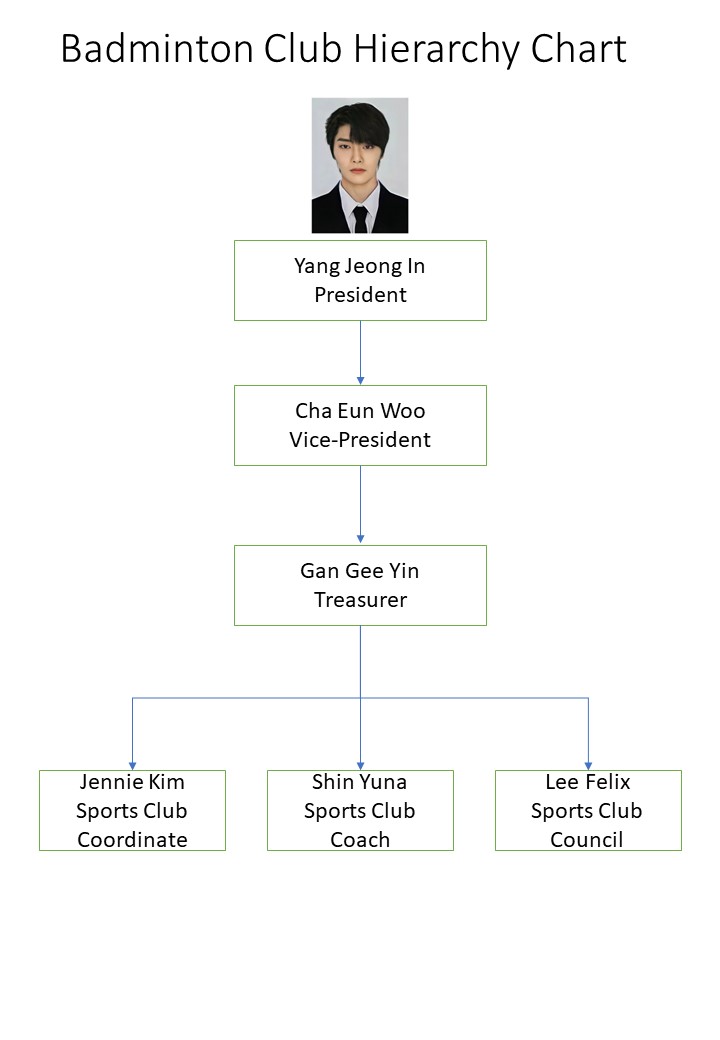 Badminton Club Hierarchy Chart
Yang Jeong In
President
Cha Eun Woo
Vice-President
Gan Gee Yin
Treasurer
Jennie Kim
Sports Club
Coordinate
Shin Yuna
Sports Club
Coach
Lee Felix
Sports Club
Council